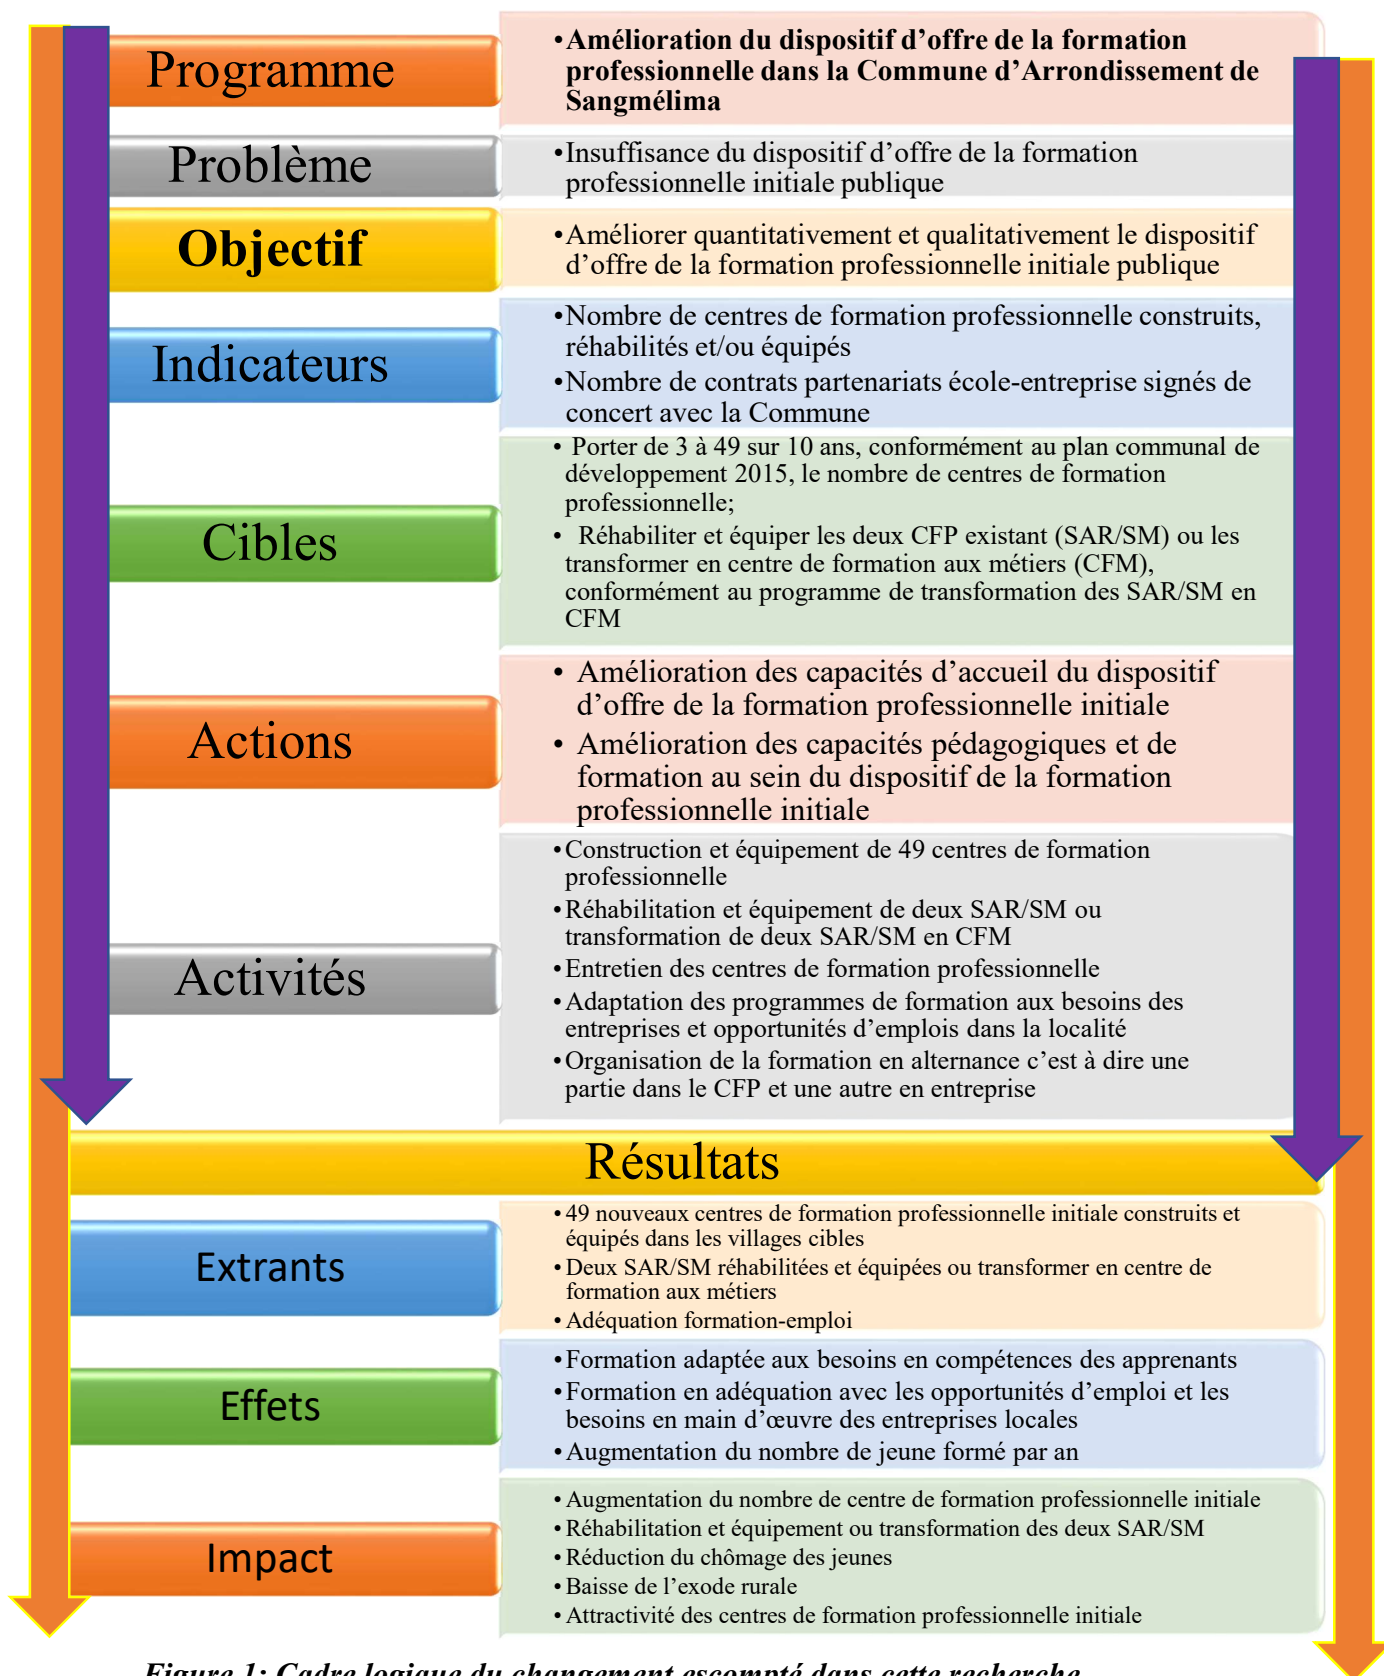 Programme
•Amélioration du dispositif d’offre de la formation
professionnelle dans la Commune d’Arrondissement de
Sangmélima
Problème
•Insuffisance du dispositif d’offre de la formation
professionnelle initiale publique
Objectif
•Améliorer quantitativement et qualitativement le dispositif
d’offre de la formation professionnelle initiale publique
Indicateurs
•Nombre de centres de formation professionnelle construits,
réhabilités et/ou équipés
•Nombre de contrats partenariats école-entreprise signés de
concert avec la Commune
Cibles
• Porter de 3 à 49 sur 10 ans, conformément au plan communal de
développement 2015, le nombre de centres de formation
professionnelle;
• Réhabiliter et équiper les deux CFP existant (SAR/SM) ou les
transformer en centre de formation aux métiers (CFM),
conformément au programme de transformation des SAR/SM en
CFM
Actions
• Amélioration des capacités d’accueil du dispositif
d’offre de la formation professionnelle initiale
• Amélioration des capacités pédagogiques et de
formation au sein du dispositif de la formation
professionnelle initiale
Activités
•Construction et équipement de 49 centres de formation
professionnelle
•Réhabilitation et équipement de deux SAR/SM ou
transformation de deux SAR/SM en CFM
•Entretien des centres de formation professionnelle
•Adaptation des programmes de formation aux besoins des
entreprises et opportunités d’emplois dans la localité
•Organisation de la formation en alternance c’est à dire une
partie dans le CFP et une autre en entreprise
Résultats
Extrants
•49 nouveaux centres de formation professionnelle initiale construits et
équipés dans les villages cibles
•Deux SAR/SM réhabilitées et équipées ou transformer en centre de
formation aux métiers
•Adéquation formation-emploi
Effets
•Formation adaptée aux besoins en compétences des apprenants
•Formation en adéquation avec les opportunités d’emploi et les
besoins en main d’œuvre des entreprises locales
•Augmentation du nombre de jeune formé par an
Impact
•Augmentation du nombre de centre de formation professionnelle initiale
•Réhabilitation et équipement ou transformation des deux SAR/SM
•Réduction du chômage des jeunes
•Baisse de l’exode rurale
•Attractivité des centres de formation professionnelle initiale
Figure 1: Cadre logique du changement escompté dans cette recherche